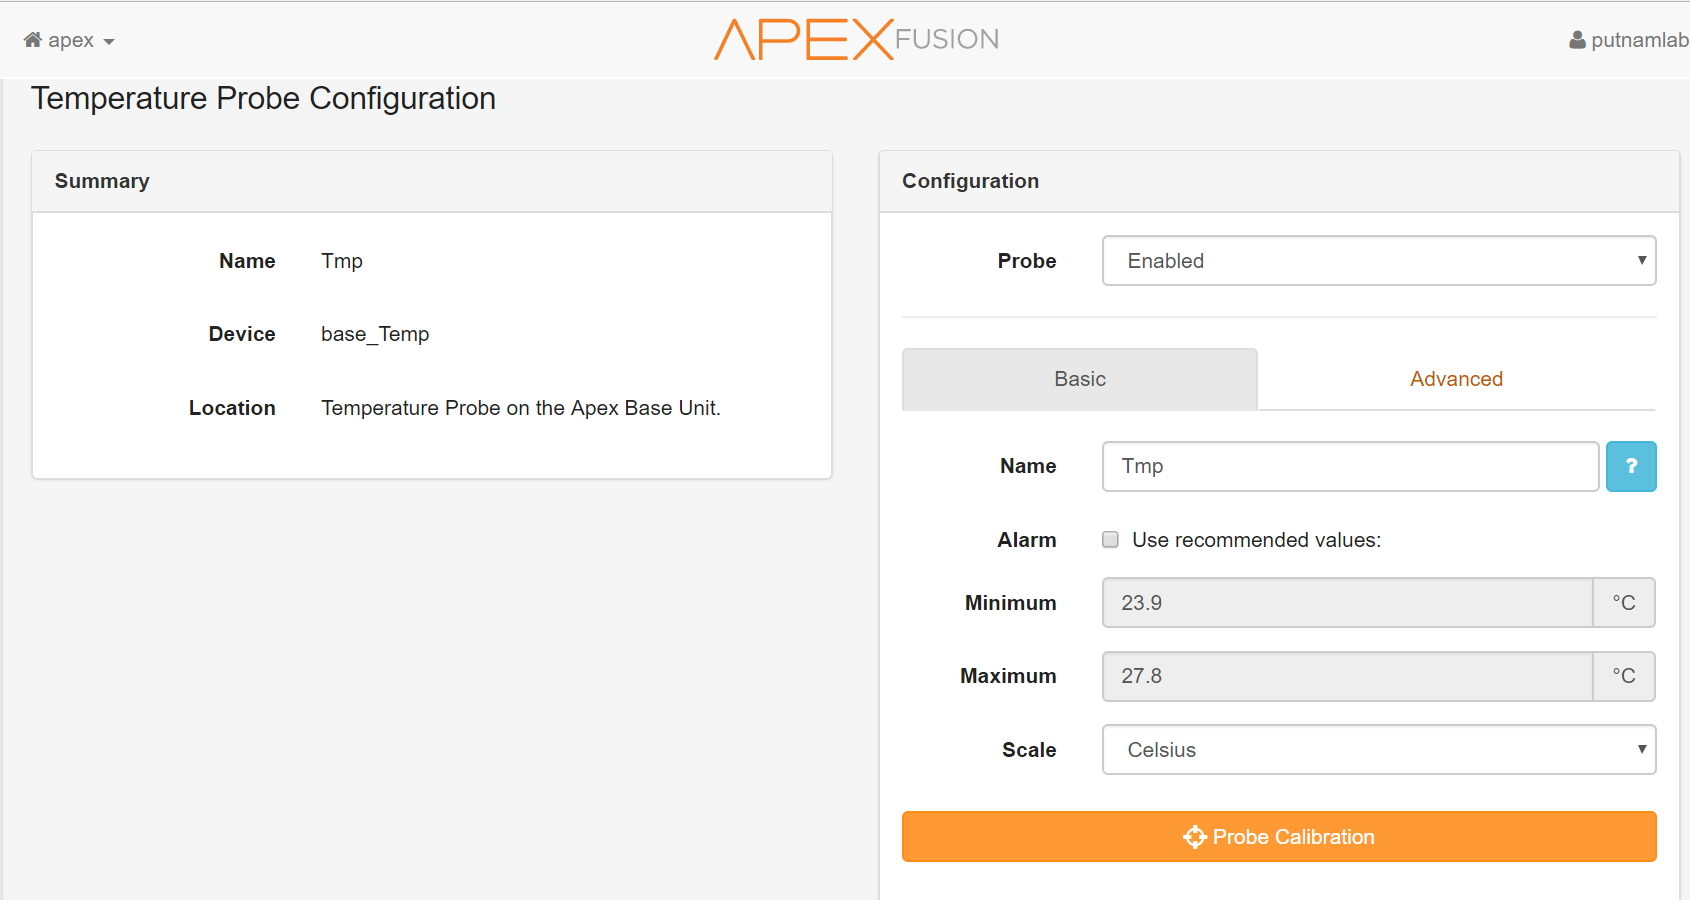 apex
APEX FUSION
putnamlab
Temperature Probe Configuration
Summary
Name Tmp
Device base_Temp
Location Temperature Probe on the Apex Base Unit.
Configuration
Probe Enabled
Basic Advanced
Name Tmp ?
Alarm Use recommended values:
Minimum 23.9 °C
Maximum 27.8 °C
Scale Celsius
Probe Calibration